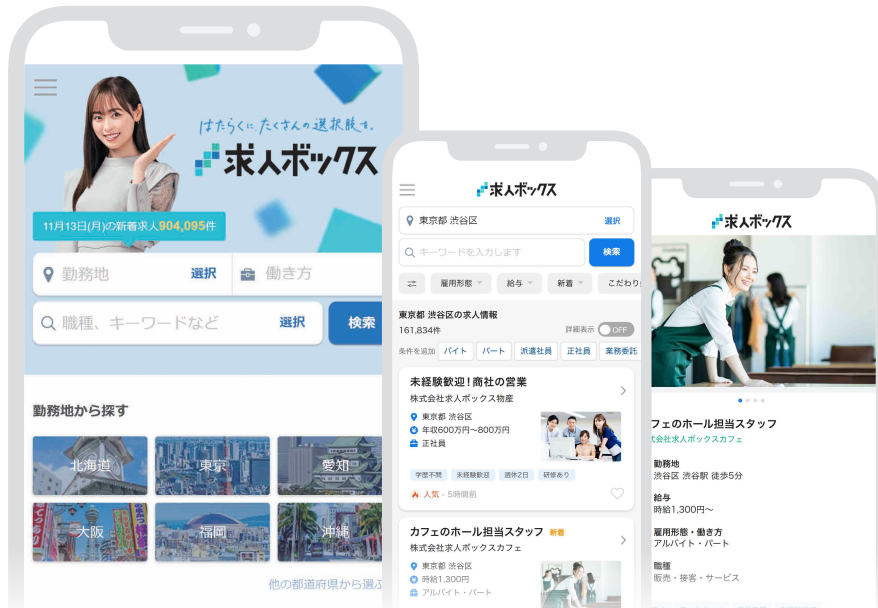 はたらくに、たくさんの選択肢を。
求人ボックス
11月13日(月)の新着求人904,095件
勤務地 選択 働き方
職種、キーワードなど 選択 検索
勤務地から探す
北海道 東京 愛知
大阪 福岡 沖縄
他の都道府県から選ぶ
求人ボックス
東京都 渋谷区 選択
キーワードを入力します 検索
雇用形態 給与 新着 こだわり
東京都 渋谷区の求人情報
161,834件 詳細表示 OFF
条件を追加 バイト パート 派遣社員 正社員 業務委託
未経験歓迎！商社の営業
株式会社求人ボックス物産
東京都 渋谷区
年収600万円〜800万円
正社員
学歴不問 未経験歓迎 週休2日 研修あり
人気・5時間前
カフェのホール担当スタッフ 新着
株式会社求人ボックスカフェ
東京都 渋谷区
時給1,300円
アルバイト・パート
求人ボックス
フェのホール担当スタッフ
式会社求人ボックスカフェ
勤務地
渋谷区 渋谷駅 徒歩5分
給与
時給1,300円〜
雇用形態・働き方
アルバイト・パート
職種
販売・接客・サービス